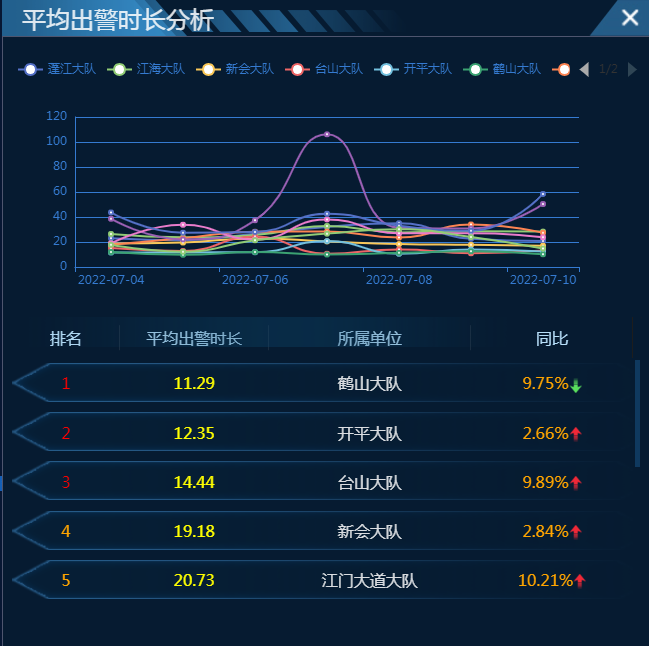 平均出警时长分析
蓬江大队 江海大队 新会大队 台山大队 开平大队 鹤山大队 1/2
120
100
80
60
40
20
0
2022-07-04 2022-07-06 2022-07-08 2022-07-10
排名 平均出警时长 所属单位 同比
1 11.29 鹤山大队 9.75%
2 12.35 开平大队 2.66%
3 14.44 台山大队 9.89%
4 19.18 新会大队 2.84%
5 20.73 江门大道大队 10.21%